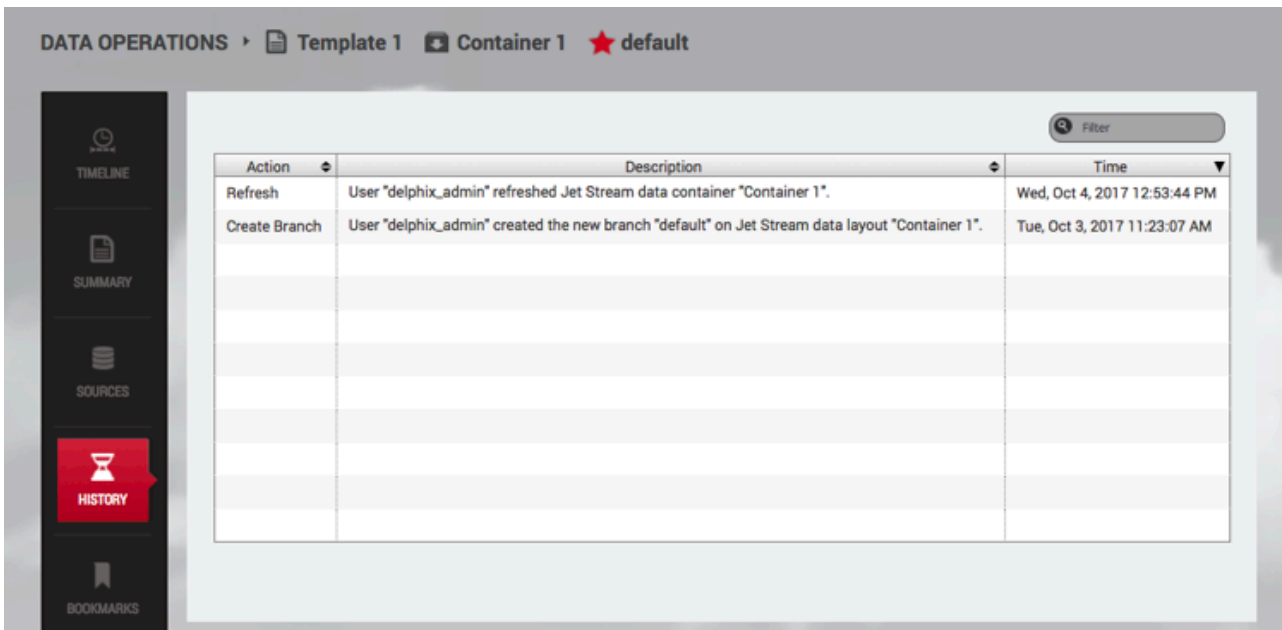 DATA OPERATIONS Template 1 Container 1 default
Filter
TIMELINE
SUMMARY
SOURCES
HISTORY
BOOKMARKS
Action Description Time
Refresh User "delphix_admin" refreshed Jet Stream data container "Container 1". Wed, Oct 4, 2017 12:53:44 PM
Create Branch User "delphix_admin" created the new branch "default" on Jet Stream data layout "Container 1". Tue, Oct 3, 2017 11:23:07 AM